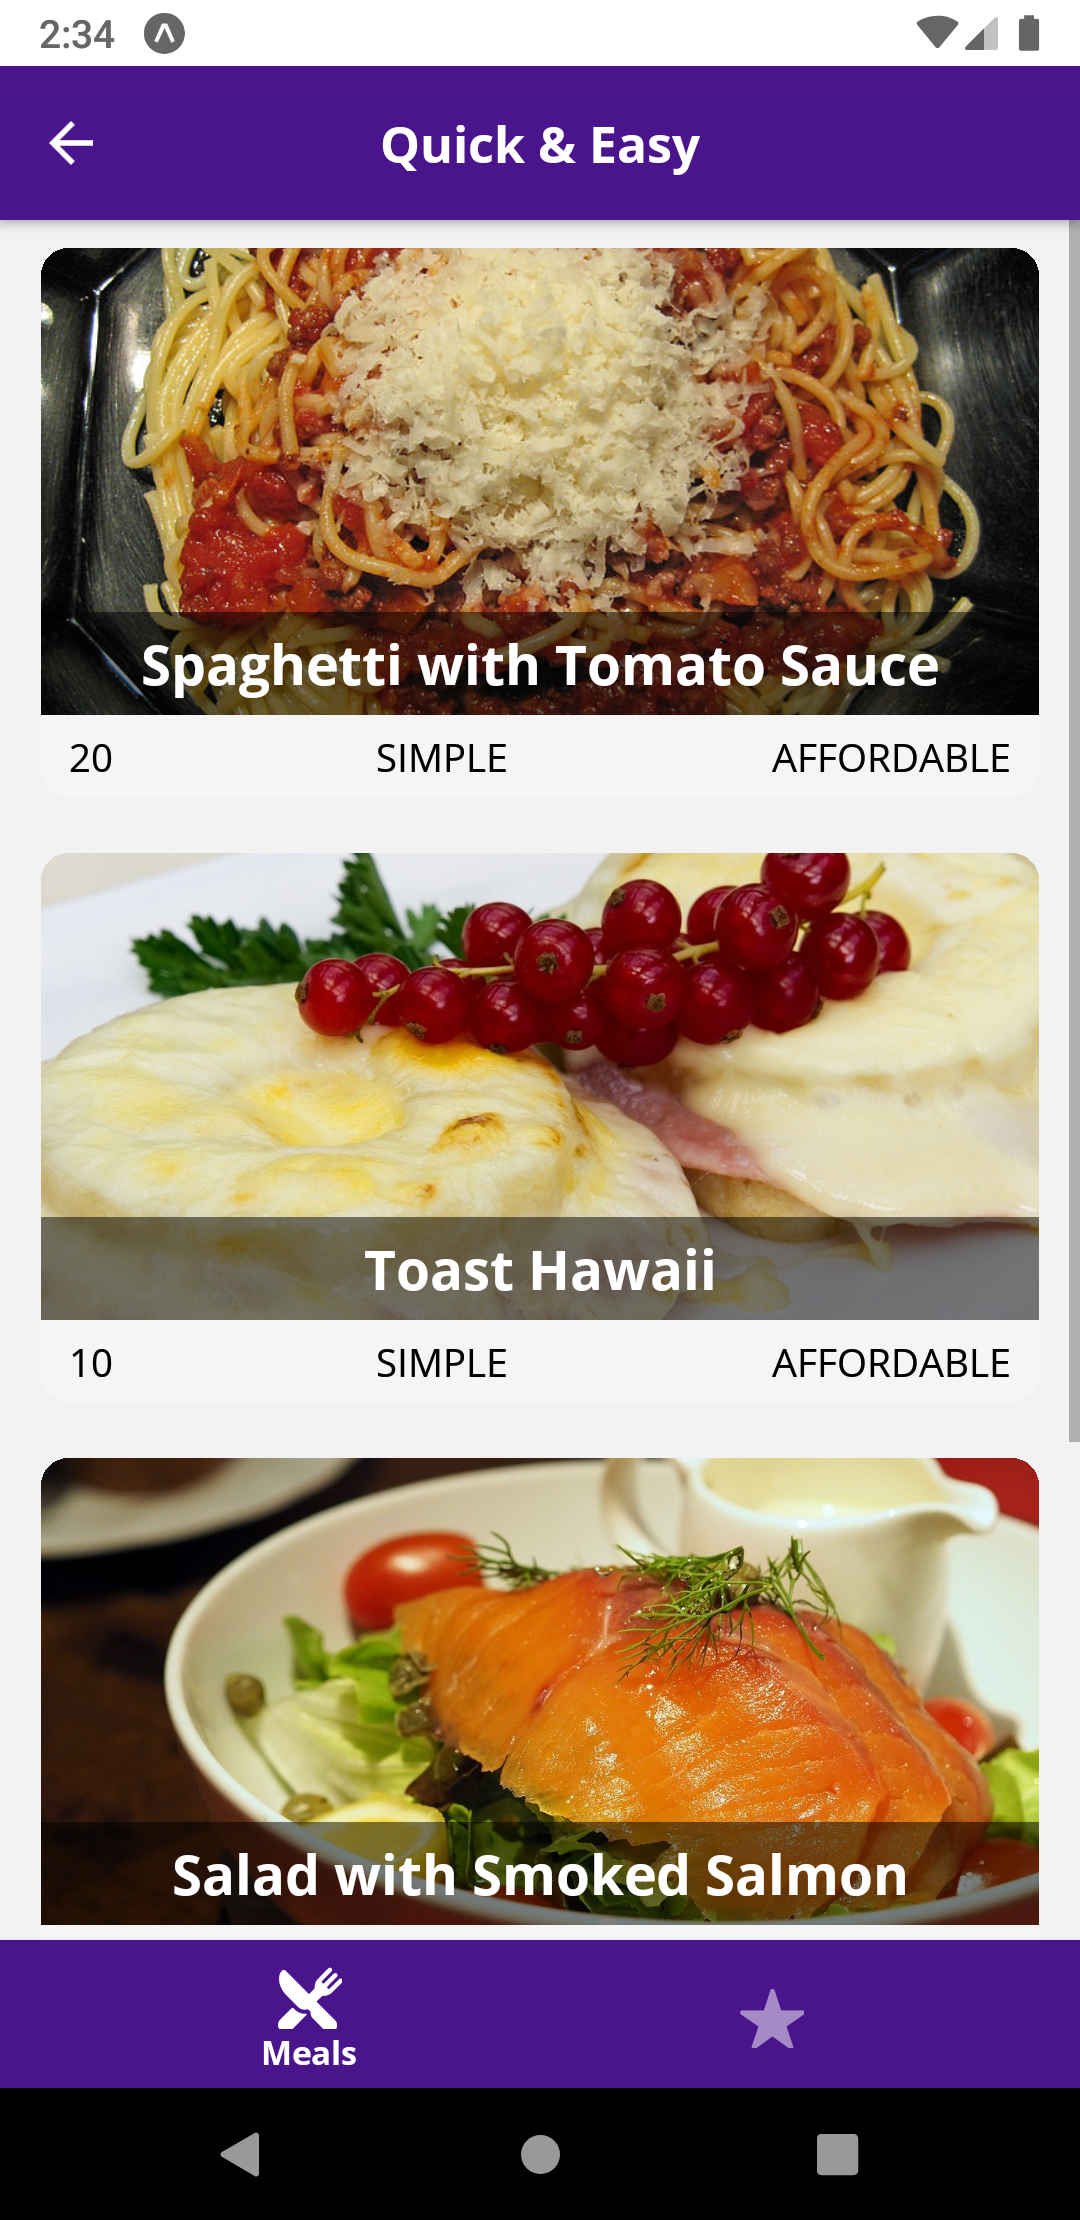 2:34
Quick & Easy
Spaghetti with Tomato Sauce
20 SIMPLE AFFORDABLE
Toast Hawaii
10 SIMPLE AFFORDABLE
Salad with Smoked Salmon
Meals